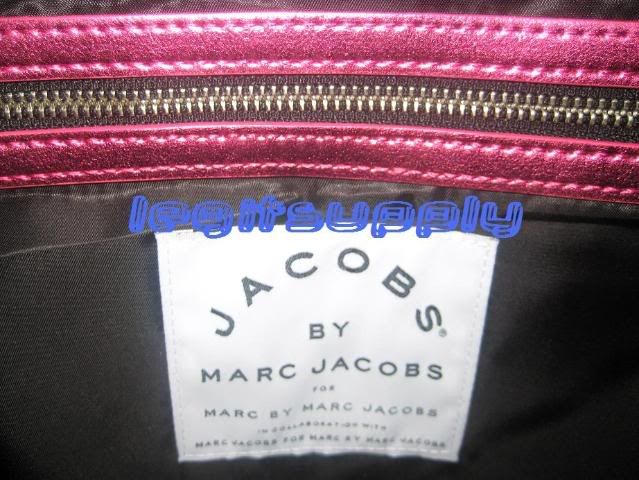 legitsupply
JACOBS®
BY
MARC JACOBS
FOR
MARC BY MARC JACOBS
IN COLLABORATION WITH
MARC JACOBS FOR MARC BY MARC JACOBS